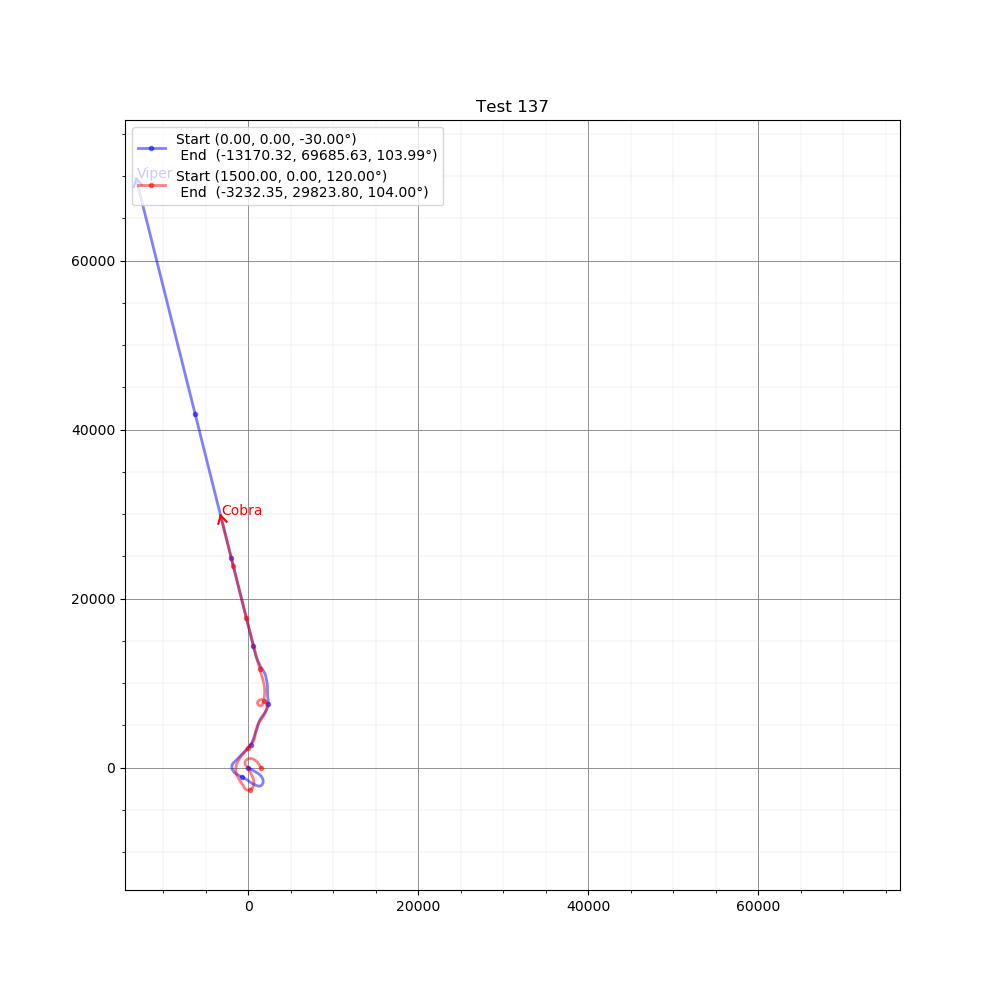 Test 137
Start (0.00, 0.00, -30.00°)
End (-13170.32, 69685.63, 103.99°)
Viper
Start (1500.00, 0.00, 120.00°)
End (-3232.35, 29823.80, 104.00°)
60000
40000
Cobra
20000
0
0
20000
40000
60000